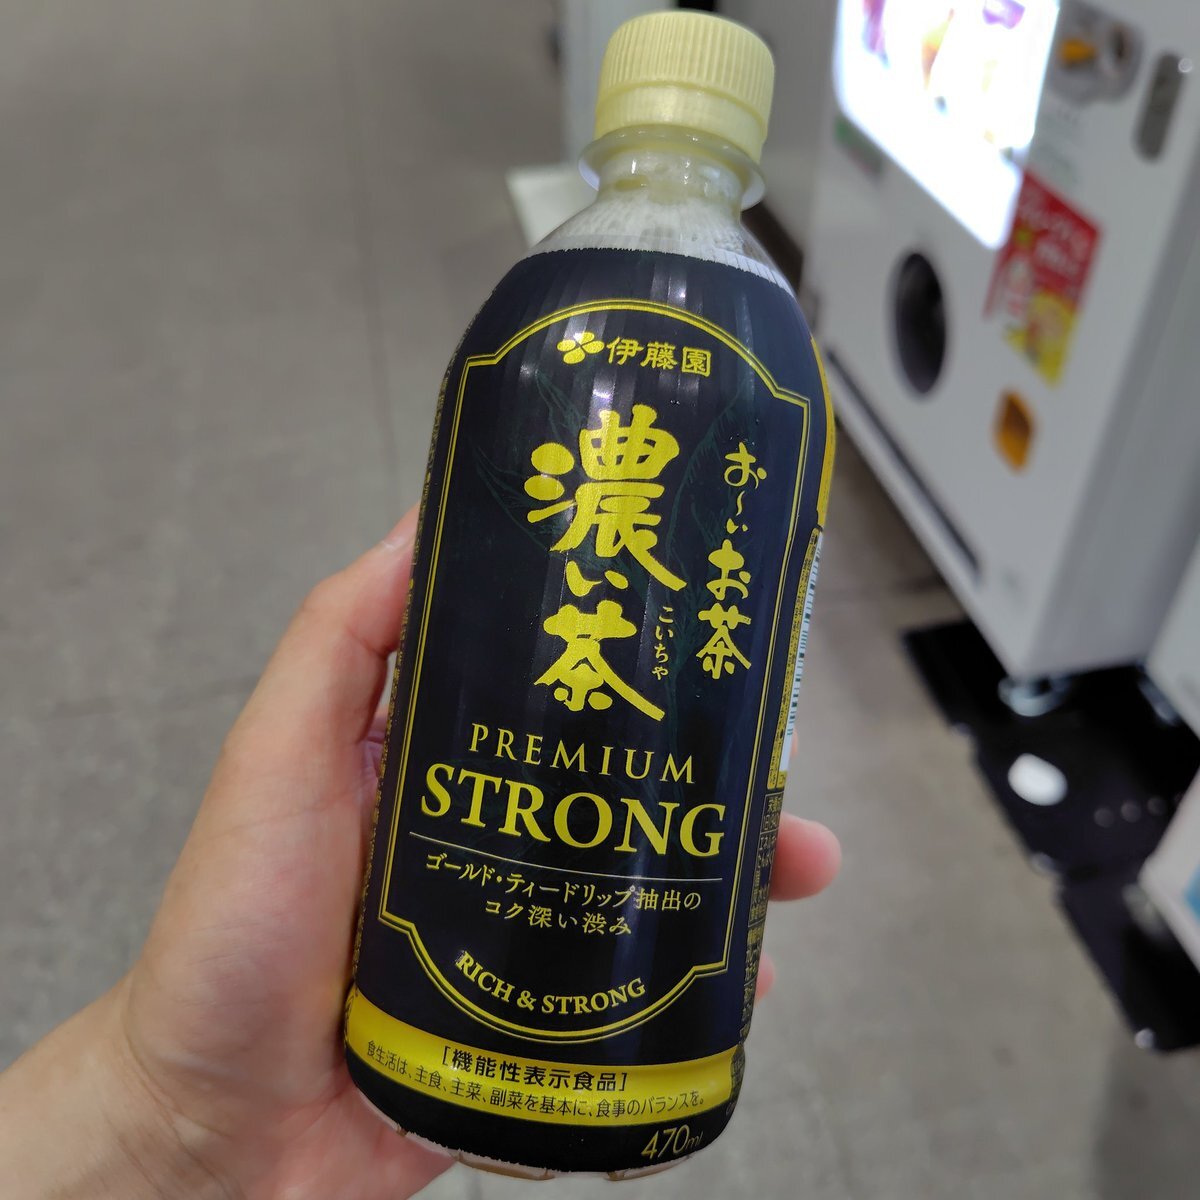 伊藤園
お〜いお茶
濃い茶
こいちゃ
PREMIUM
STRONG
ゴールド・ティードリップ抽出の
コク深い渋み
RICH & STRONG
[機能性表示食品]
食生活は、主食、主菜、副菜を基本に、食事のバランスを。
470ml